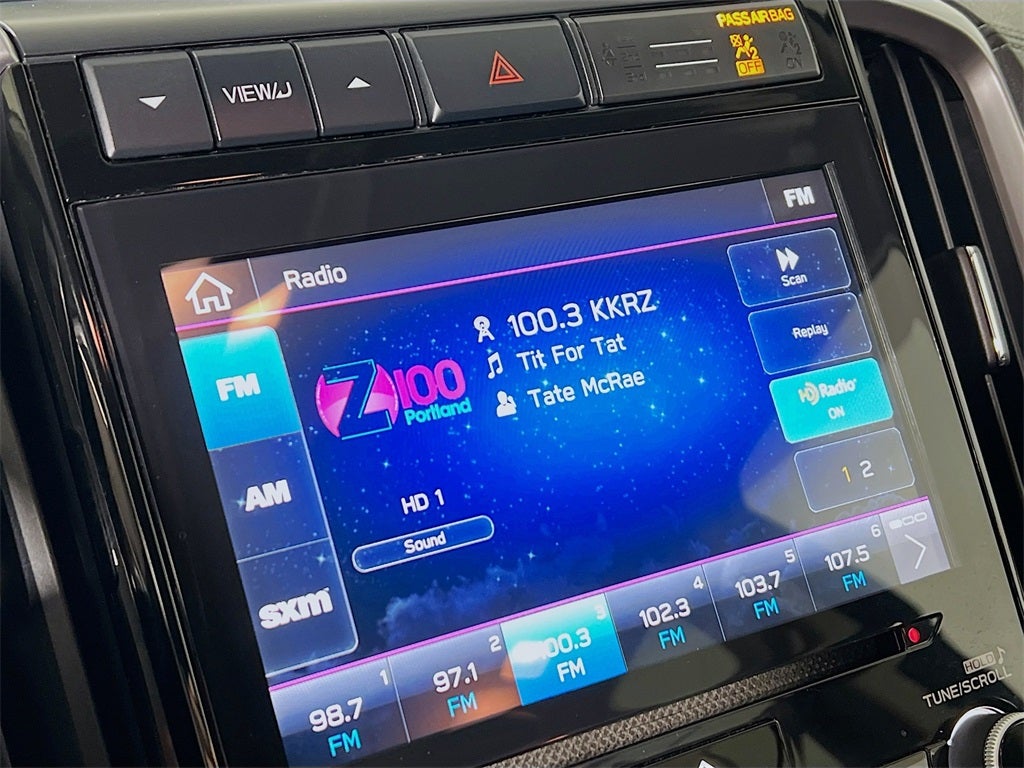 PASS AIR BAG
VIEW
2
OFF
2
ON
FM
Radio
Scan
100.3 KKRZ
Replay
Tit For Tat
FM
Z100
Portland
Tate McRae
HD Radio
ON
1 2
AM
HD 1
Sound
sxm
1
98.7
FM
2
97.1
FM
3
100.3
FM
4
102.3
FM
5
103.7
FM
6
107.5
FM
HOLD
TUNE/SCROLL